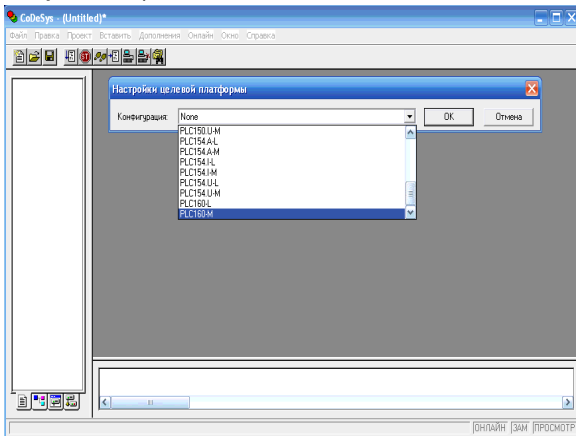 CoDeSys - (Untitled)*
Файл Правка Проект Вставить Дополнения Онлайн Окно Справка
Настройки целевой платформы
Конфигурация: None OK Отмена
PLC150.U-M
PLC154.A-L
PLC154.A-M
PLC154.I-L
PLC154.I-M
PLC154.U-L
PLC154.U-M
PLC160-L
PLC160-M
ОНЛАЙН ЗАМ ПРОСМОТР